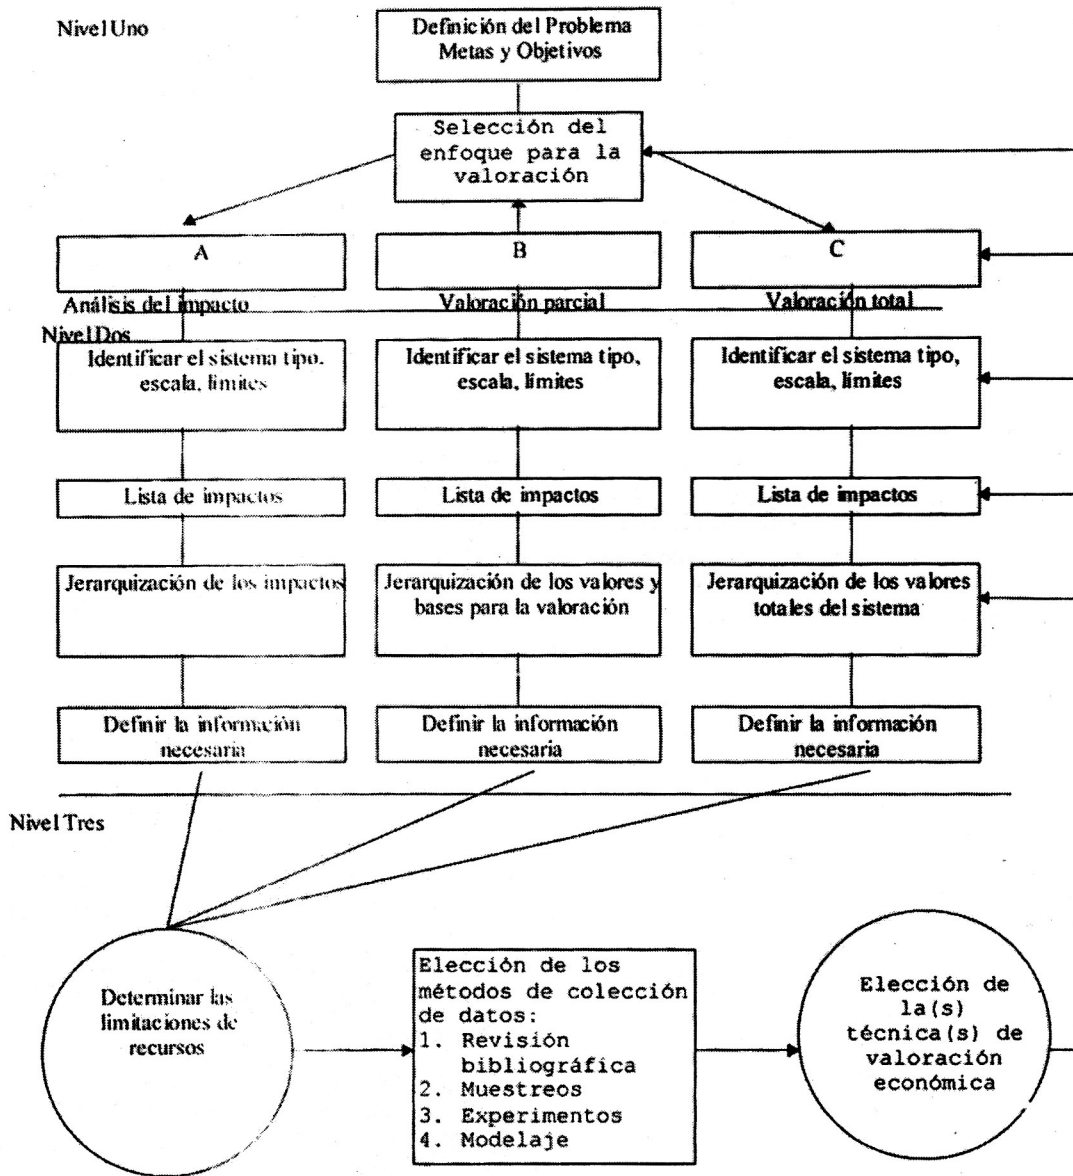 Nivel Uno
Definición del Problema
Metas y Objetivos
Selección del
enfoque para la
valoración
A
B
C
Análisis del impacto
Valoración parcial
Valoración total
Nivel Dos
Identificar el sistema tipo,
escala, límites
Identificar el sistema tipo,
escala, límites
Identificar el sistema tipo,
escala, límites
Lista de impactos
Lista de impactos
Lista de impactos
Jerarquización de los impactos
Jerarquización de los valores y
bases para la valoración
Jerarquización de los valores
totales del sistema
Definir la información
necesaria
Definir la información
necesaria
Definir la información
necesaria
Nivel Tres
Determinar las
limitaciones de
recursos
Elección de los
métodos de colección
de datos:
1. Revisión
bibliográfica
2. Muestreos
3. Experimentos
4. Modelaje
Elección de
la(s)
técnica(s) de
valoración
económica